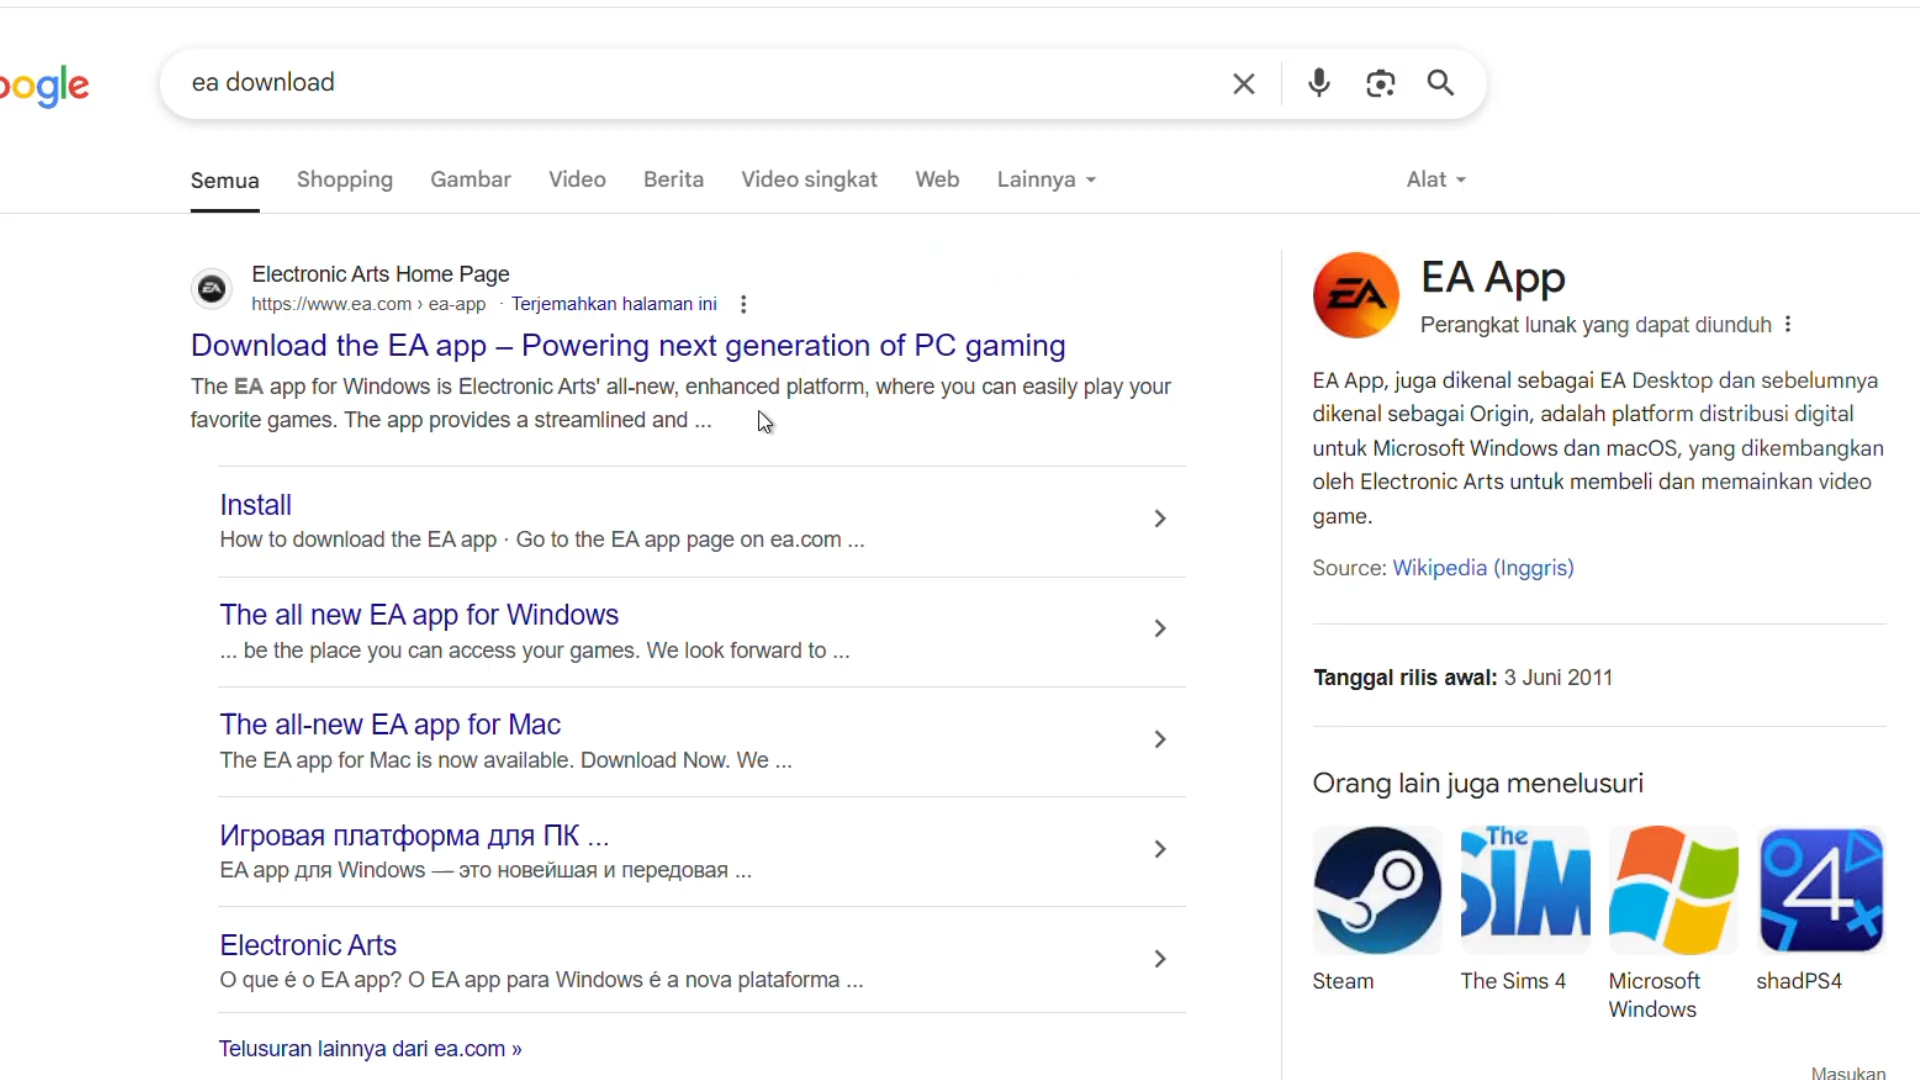 oogle
ea download
Semua Shopping Gambar Video Berita Video singkat Web Lainnya Alat
Electronic Arts Home Page
https://www.ea.com › ea-app · Terjemahkan halaman ini
Download the EA app – Powering next generation of PC gaming
The EA app for Windows is Electronic Arts' all-new, enhanced platform, where you can easily play your
favorite games. The app provides a streamlined and ...
Install
How to download the EA app · Go to the EA app page on ea.com ...
The all new EA app for Windows
... be the place you can access your games. We look forward to ...
The all-new EA app for Mac
The EA app for Mac is now available. Download Now. We ...
Игровая платформа для ПК ...
EA app для Windows — это новейшая и передовая ...
Electronic Arts
O que é o EA app? O EA app para Windows é a nova plataforma ...
Telusuran lainnya dari ea.com »
EA
EA App
Perangkat lunak yang dapat diunduh
EA App, juga dikenal sebagai EA Desktop dan sebelumnya
dikenal sebagai Origin, adalah platform distribusi digital
untuk Microsoft Windows dan macOS, yang dikembangkan
oleh Electronic Arts untuk membeli dan memainkan video
game.
Source: Wikipedia (Inggris)
Tanggal rilis awal: 3 Juni 2011
Orang lain juga menelusuri
The
SIM
4
Steam
The Sims 4
Microsoft
Windows
shadPS4
Masukan